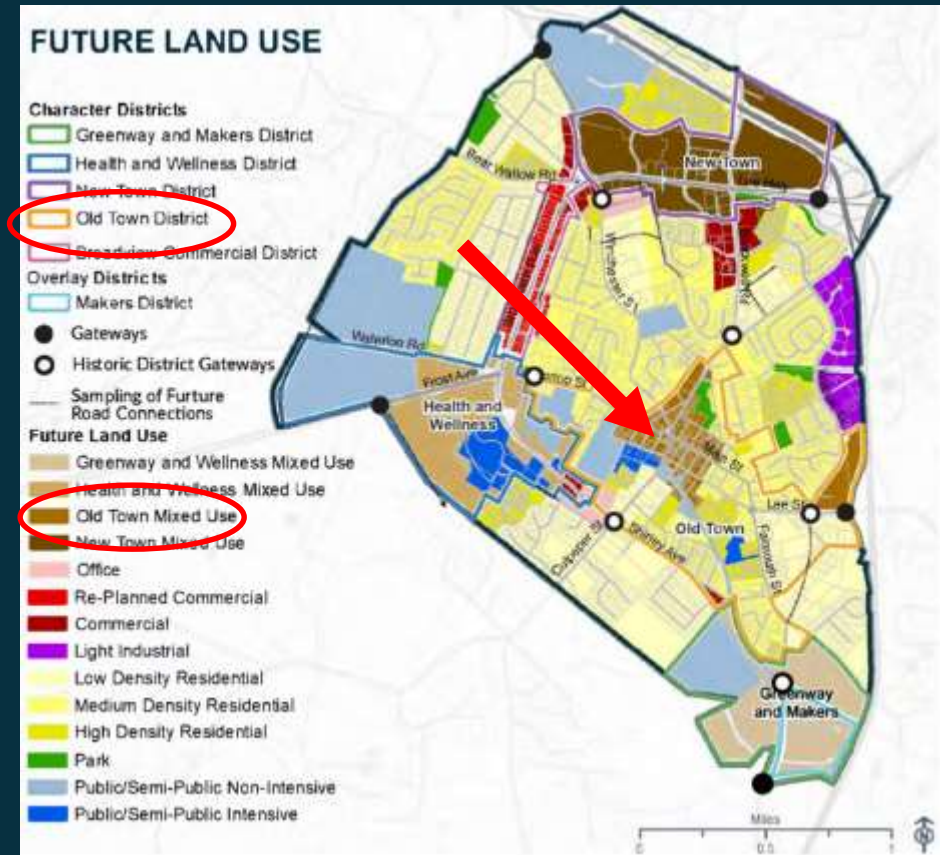 FUTURE LAND USE
Character Districts
Greenway and Makers District
Health and Wellness District
New Town District
Old Town District
Broadview Commercial District
Overlay Districts
Makers District
Gateways
Historic District Gateways
Sampling of Furture
Road Connections
Future Land Use
Greenway and Wellness Mixed Use
Health and Wellness Mixed Use
Old Town Mixed Use
New Town Mixed Use
Office
Re-Planned Commercial
Commercial
Light Industrial
Low Density Residential
Medium Density Residential
High Density Residential
Park
Public/Semi-Public Non-Intensive
Public/Semi-Public Intensive
New Town
Bear Wallow Rd
Winchester St
Waterloo Rd
Frost Ave
Health and
Wellness
Main St
Lee St
Old Town
Culpeper St
Shirley Ave
Falmouth St
Greenway
and Makers
Miles
0
0.5
1
N